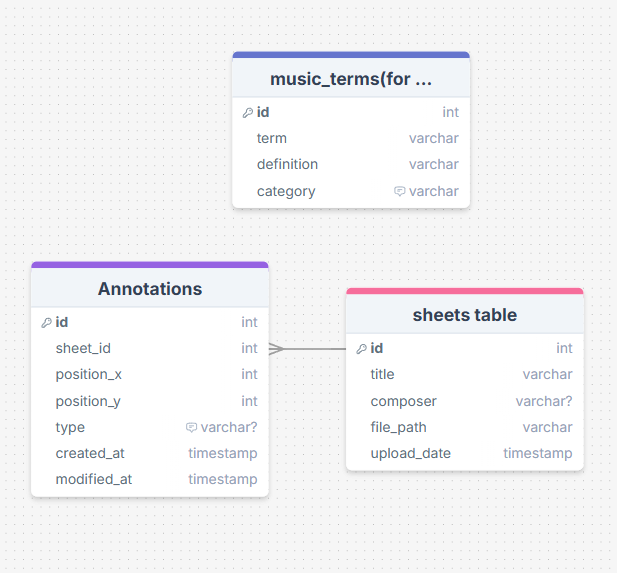 music_terms(for ...
id int
term varchar
definition varchar
category varchar
Annotations
id int
sheet_id int
position_x int
position_y int
type varchar?
created_at timestamp
modified_at timestamp
sheets table
id int
title varchar
composer varchar?
file_path varchar
upload_date timestamp